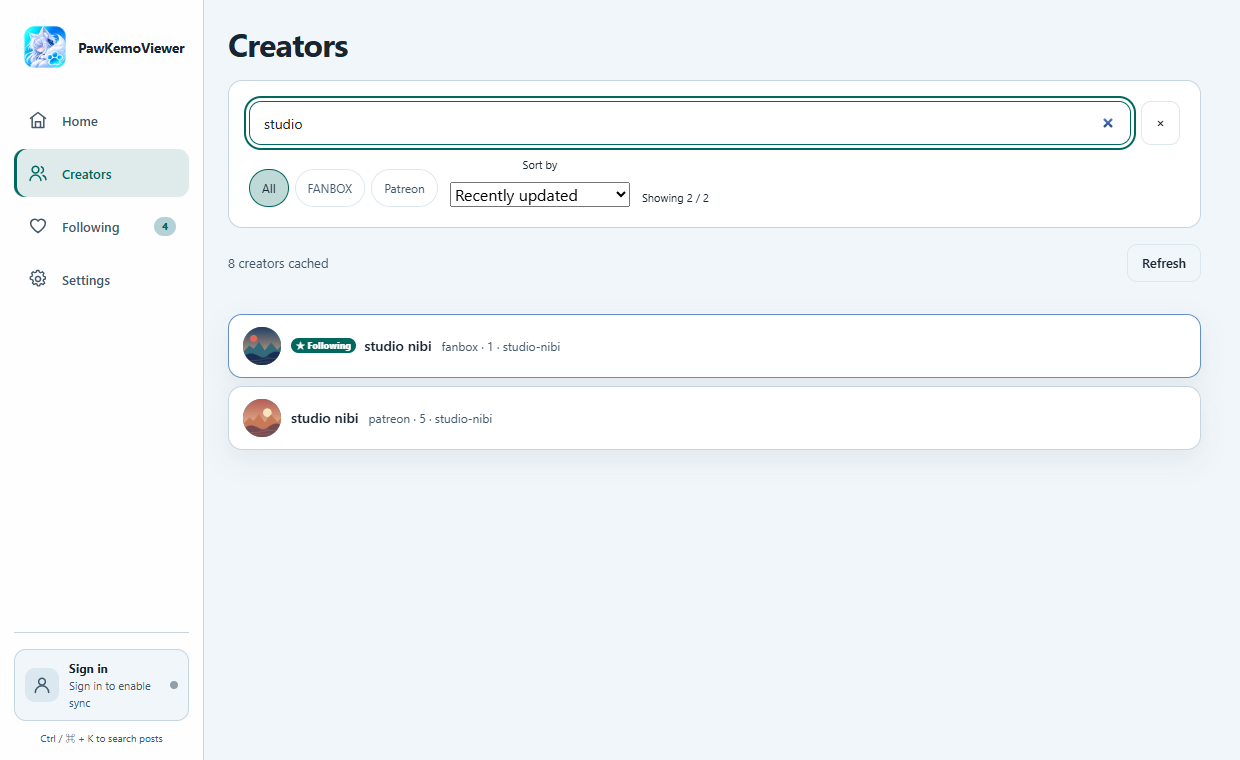 PawKemoViewer
Home
Creators
Following 4
Settings
Sign in
Sign in to enable
sync
Ctrl / ⌘ + K to search posts
Creators
studio
×
Sort by
All FANBOX Patreon Recently updated Showing 2 / 2
8 creators cached Refresh
★ Following studio nibi fanbox · 1 · studio-nibi
studio nibi patreon · 5 · studio-nibi